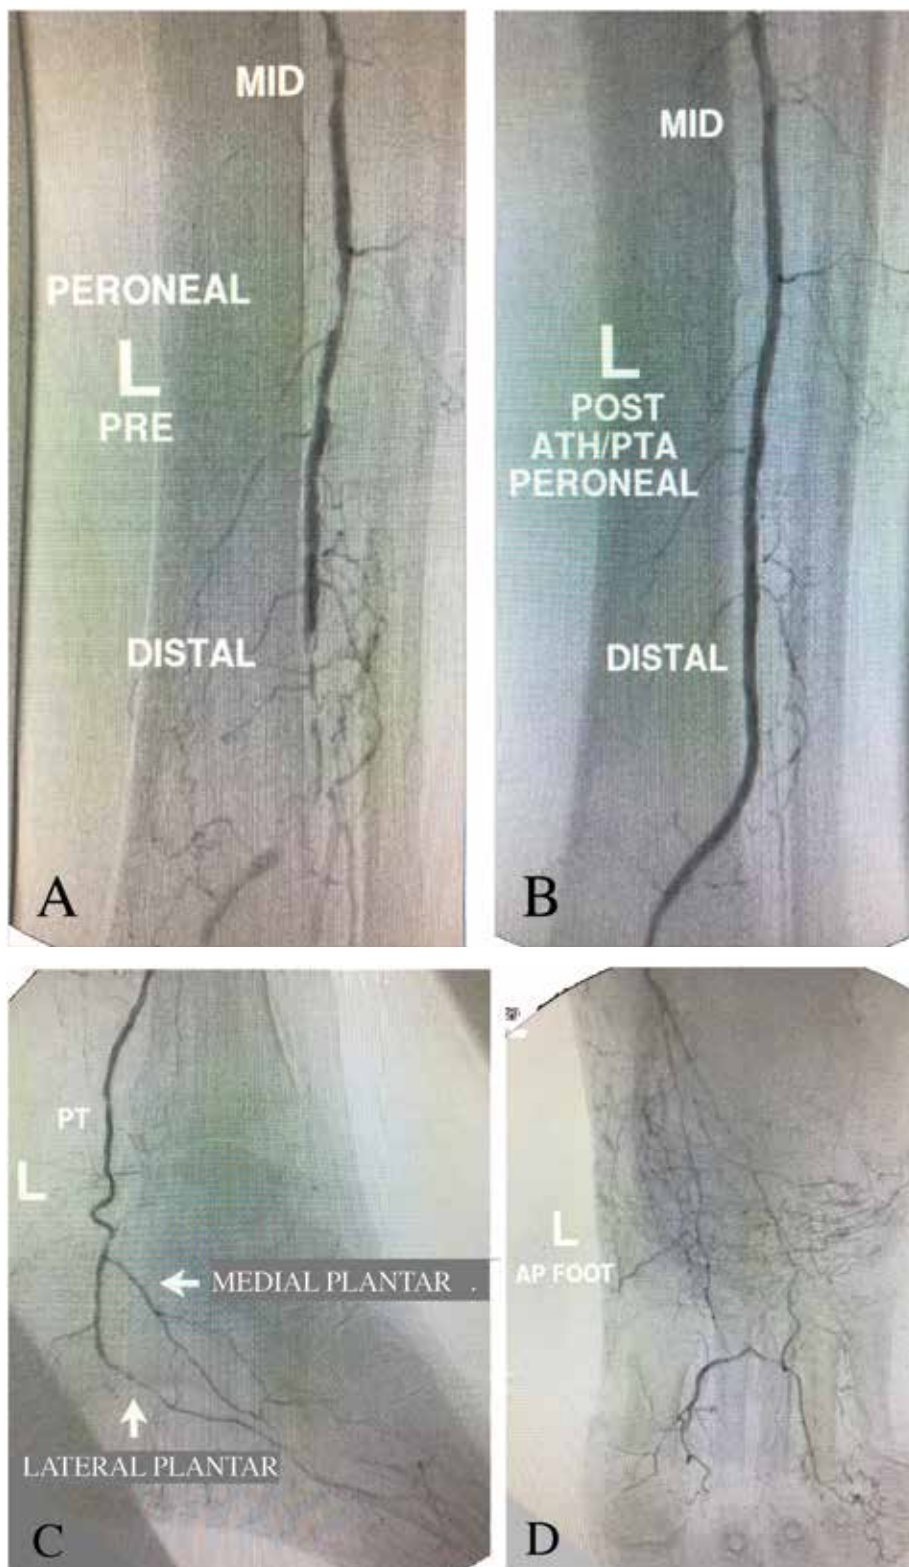 MID
PERONEAL
L
PRE
DISTAL
A
MID
L
POST
ATH/PTA
PERONEAL
DISTAL
B
PT
L
MEDIAL PLANTAR .
LATERAL PLANTAR
C
L
AP FOOT
D